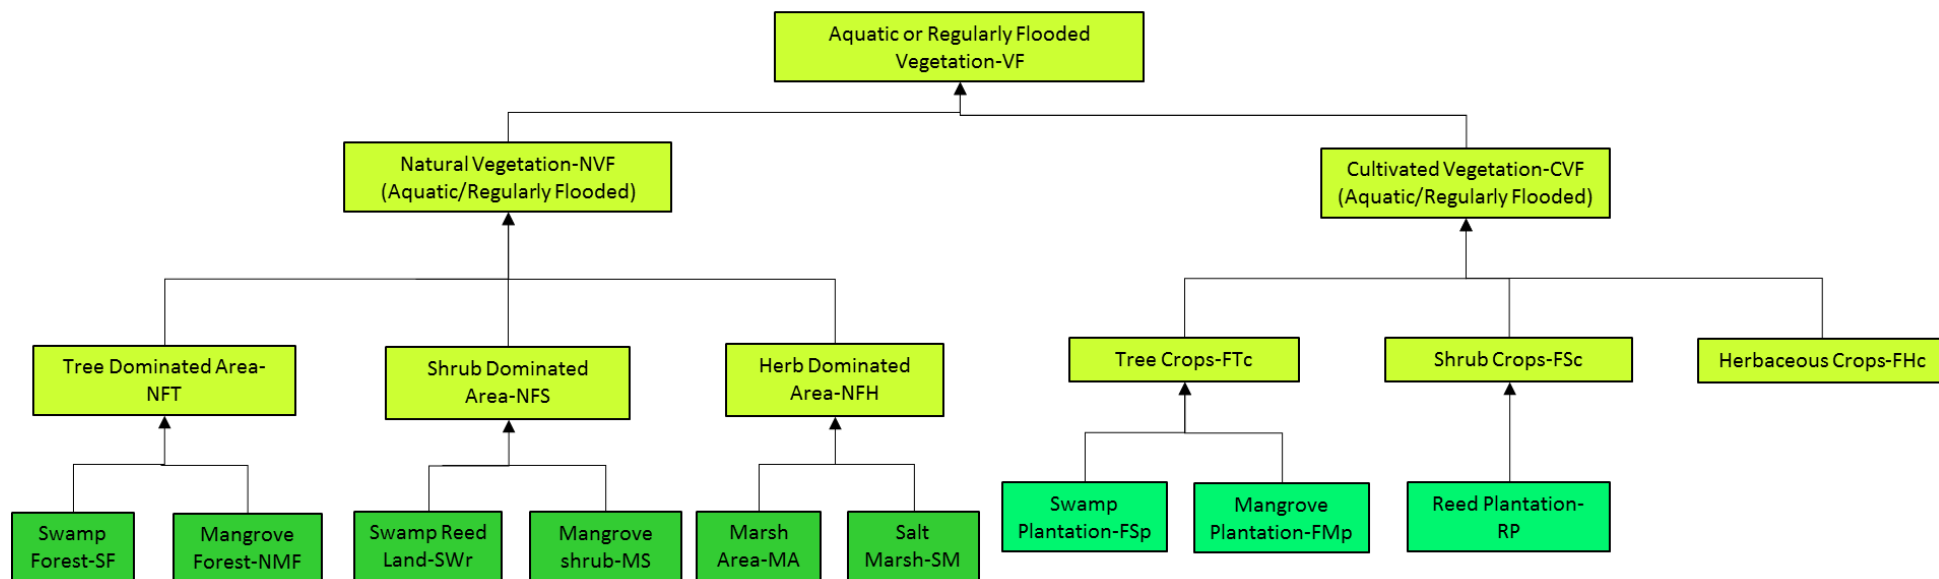 Aquatic or Regularly Flooded
Vegetation-VF
Natural Vegetation-NVF
(Aquatic/Regularly Flooded)
Cultivated Vegetation-CVF
(Aquatic/Regularly Flooded)
Tree Dominated Area-
NFT
Shrub Dominated
Area-NFS
Herb Dominated
Area-NFH
Tree Crops-FTc
Shrub Crops-FSc
Herbaceous Crops-FHc
Swamp
Forest-SF
Mangrove
Forest-NMF
Swamp Reed
Land-SWr
Mangrove
shrub-MS
Marsh
Area-MA
Salt
Marsh-SM
Swamp
Plantation-FSp
Mangrove
Plantation-FMp
Reed Plantation-
RP